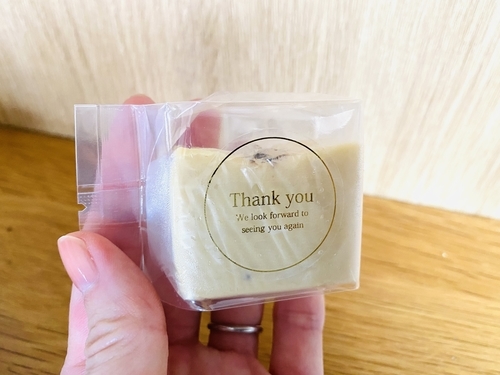 Thank you
We look forward to
seeing you again